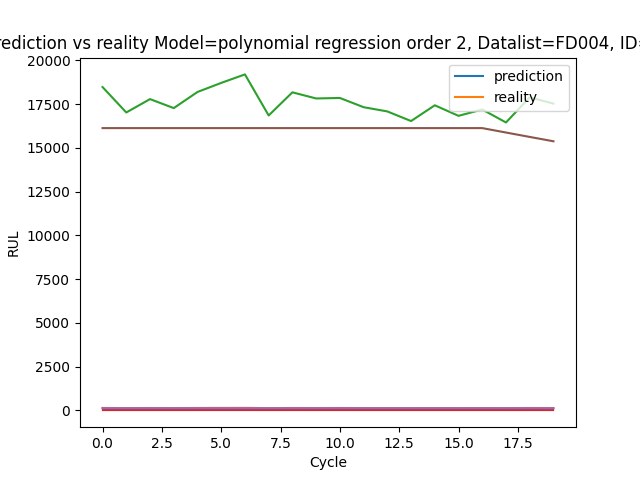 rediction vs reality Model=polynomial regression order 2, Datalist=FD004, ID=
20000
17500
15000
12500
10000
7500
5000
2500
0
RUL
prediction
reality
0.0 2.5 5.0 7.5 10.0 12.5 15.0 17.5
Cycle